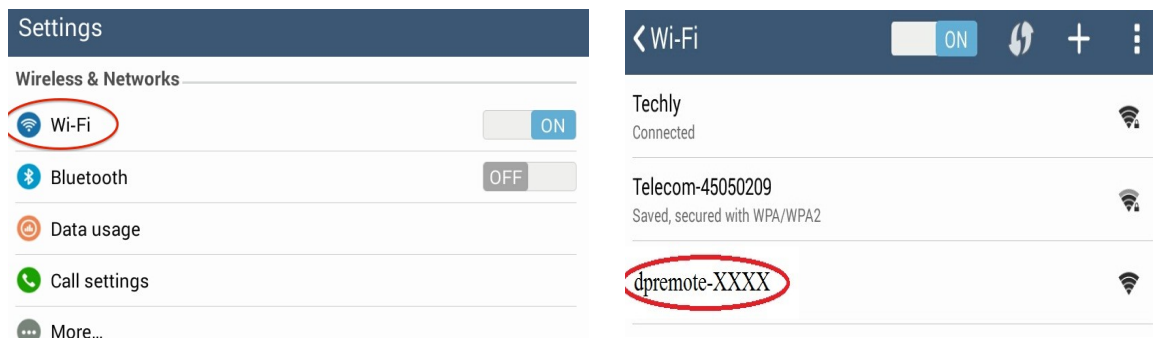 Settings
Wireless & Networks
Wi-Fi
ON
Bluetooth
OFF
Data usage
Call settings
More...
Wi-Fi
ON
Techly
Connected
Telecom-45050209
Saved, secured with WPA/WPA2
dpremote-XXXX